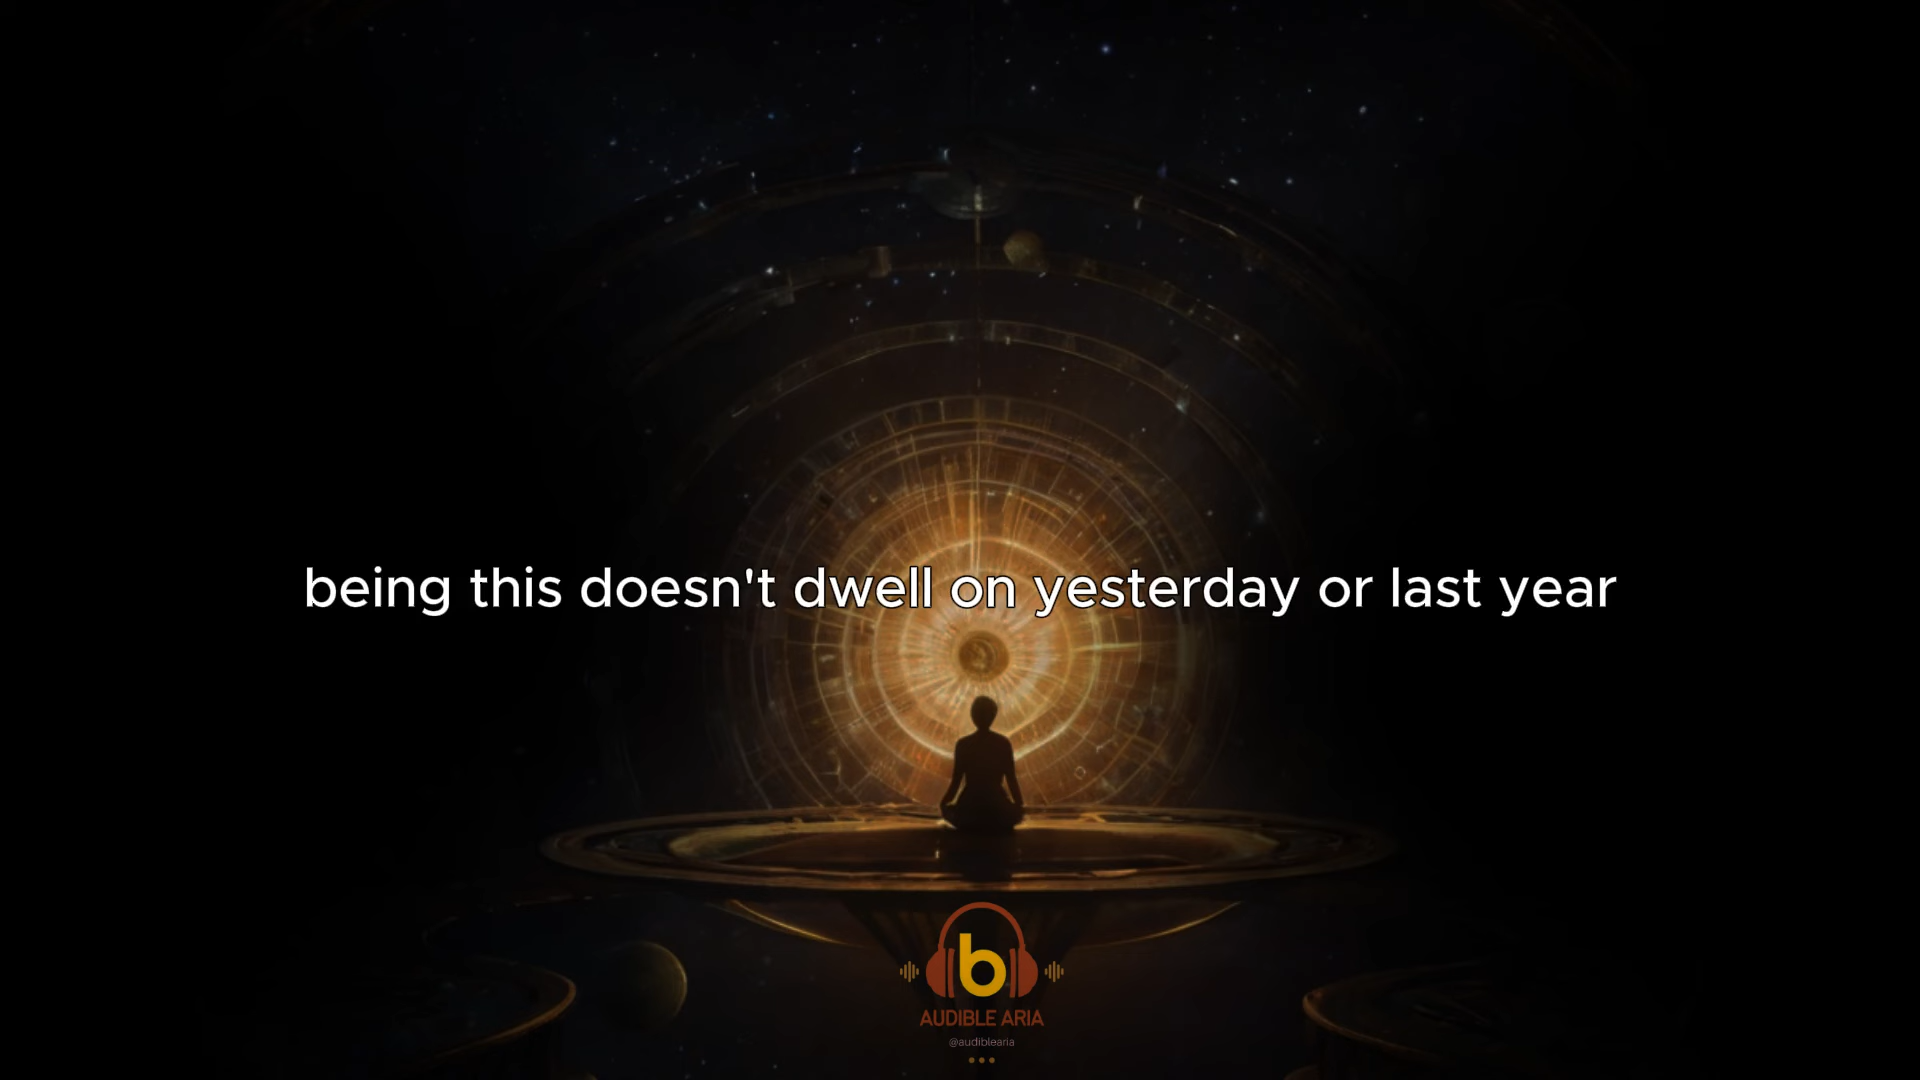 being this doesn't dwell on yesterday or last year
b
AUDIBLE ARIA
@audiblearia